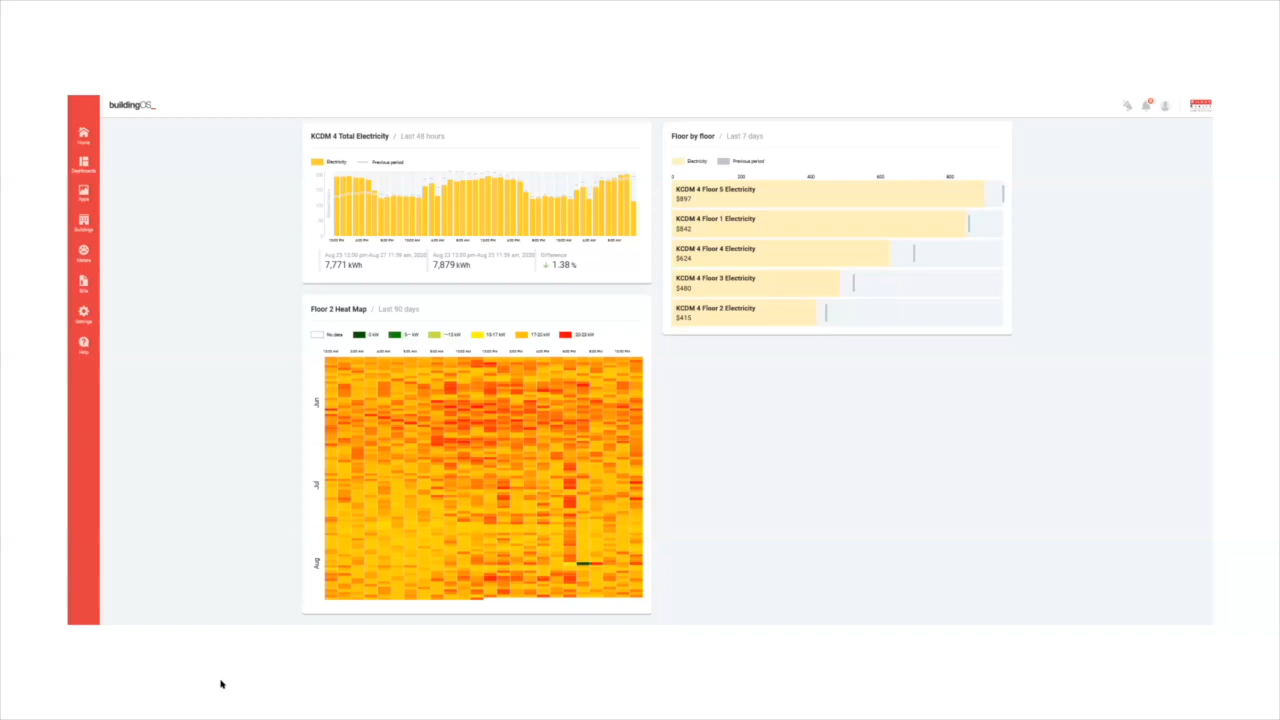 buildingOS_
Home
Dashboards
Apps
Buildings
Meters
Bills
Settings
Help
KCDM 4 Total Electricity / Last 48 hours
Electricity
Previous period
Aug 25 12:00 pm-Aug 27 11:59 am, 2020
7,771 kWh
Aug 23 12:00 pm-Aug 25 11:59 am, 2020
7,879 kWh
Difference
1.38 %
Floor 2 Heat Map / Last 90 days
No data
0 kW
10-17 kW
17-20 kW
20-23 kW
Jun
Jul
Aug
Floor by floor / Last 7 days
Electricity
Previous period
0 200 400 600 800
KCDM 4 Floor 5 Electricity
$897
KCDM 4 Floor 1 Electricity
$842
KCDM 4 Floor 4 Electricity
$624
KCDM 4 Floor 3 Electricity
$480
KCDM 4 Floor 2 Electricity
$415